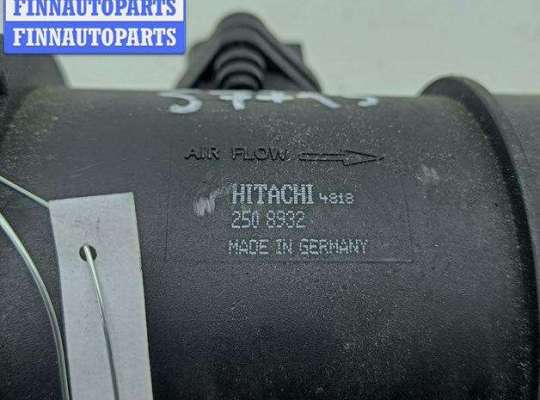 FINNAUTOPARTS
FINNAUTOPARTS
AIR FLOW
HITACHI 4818
250 8932
MADE IN GERMANY